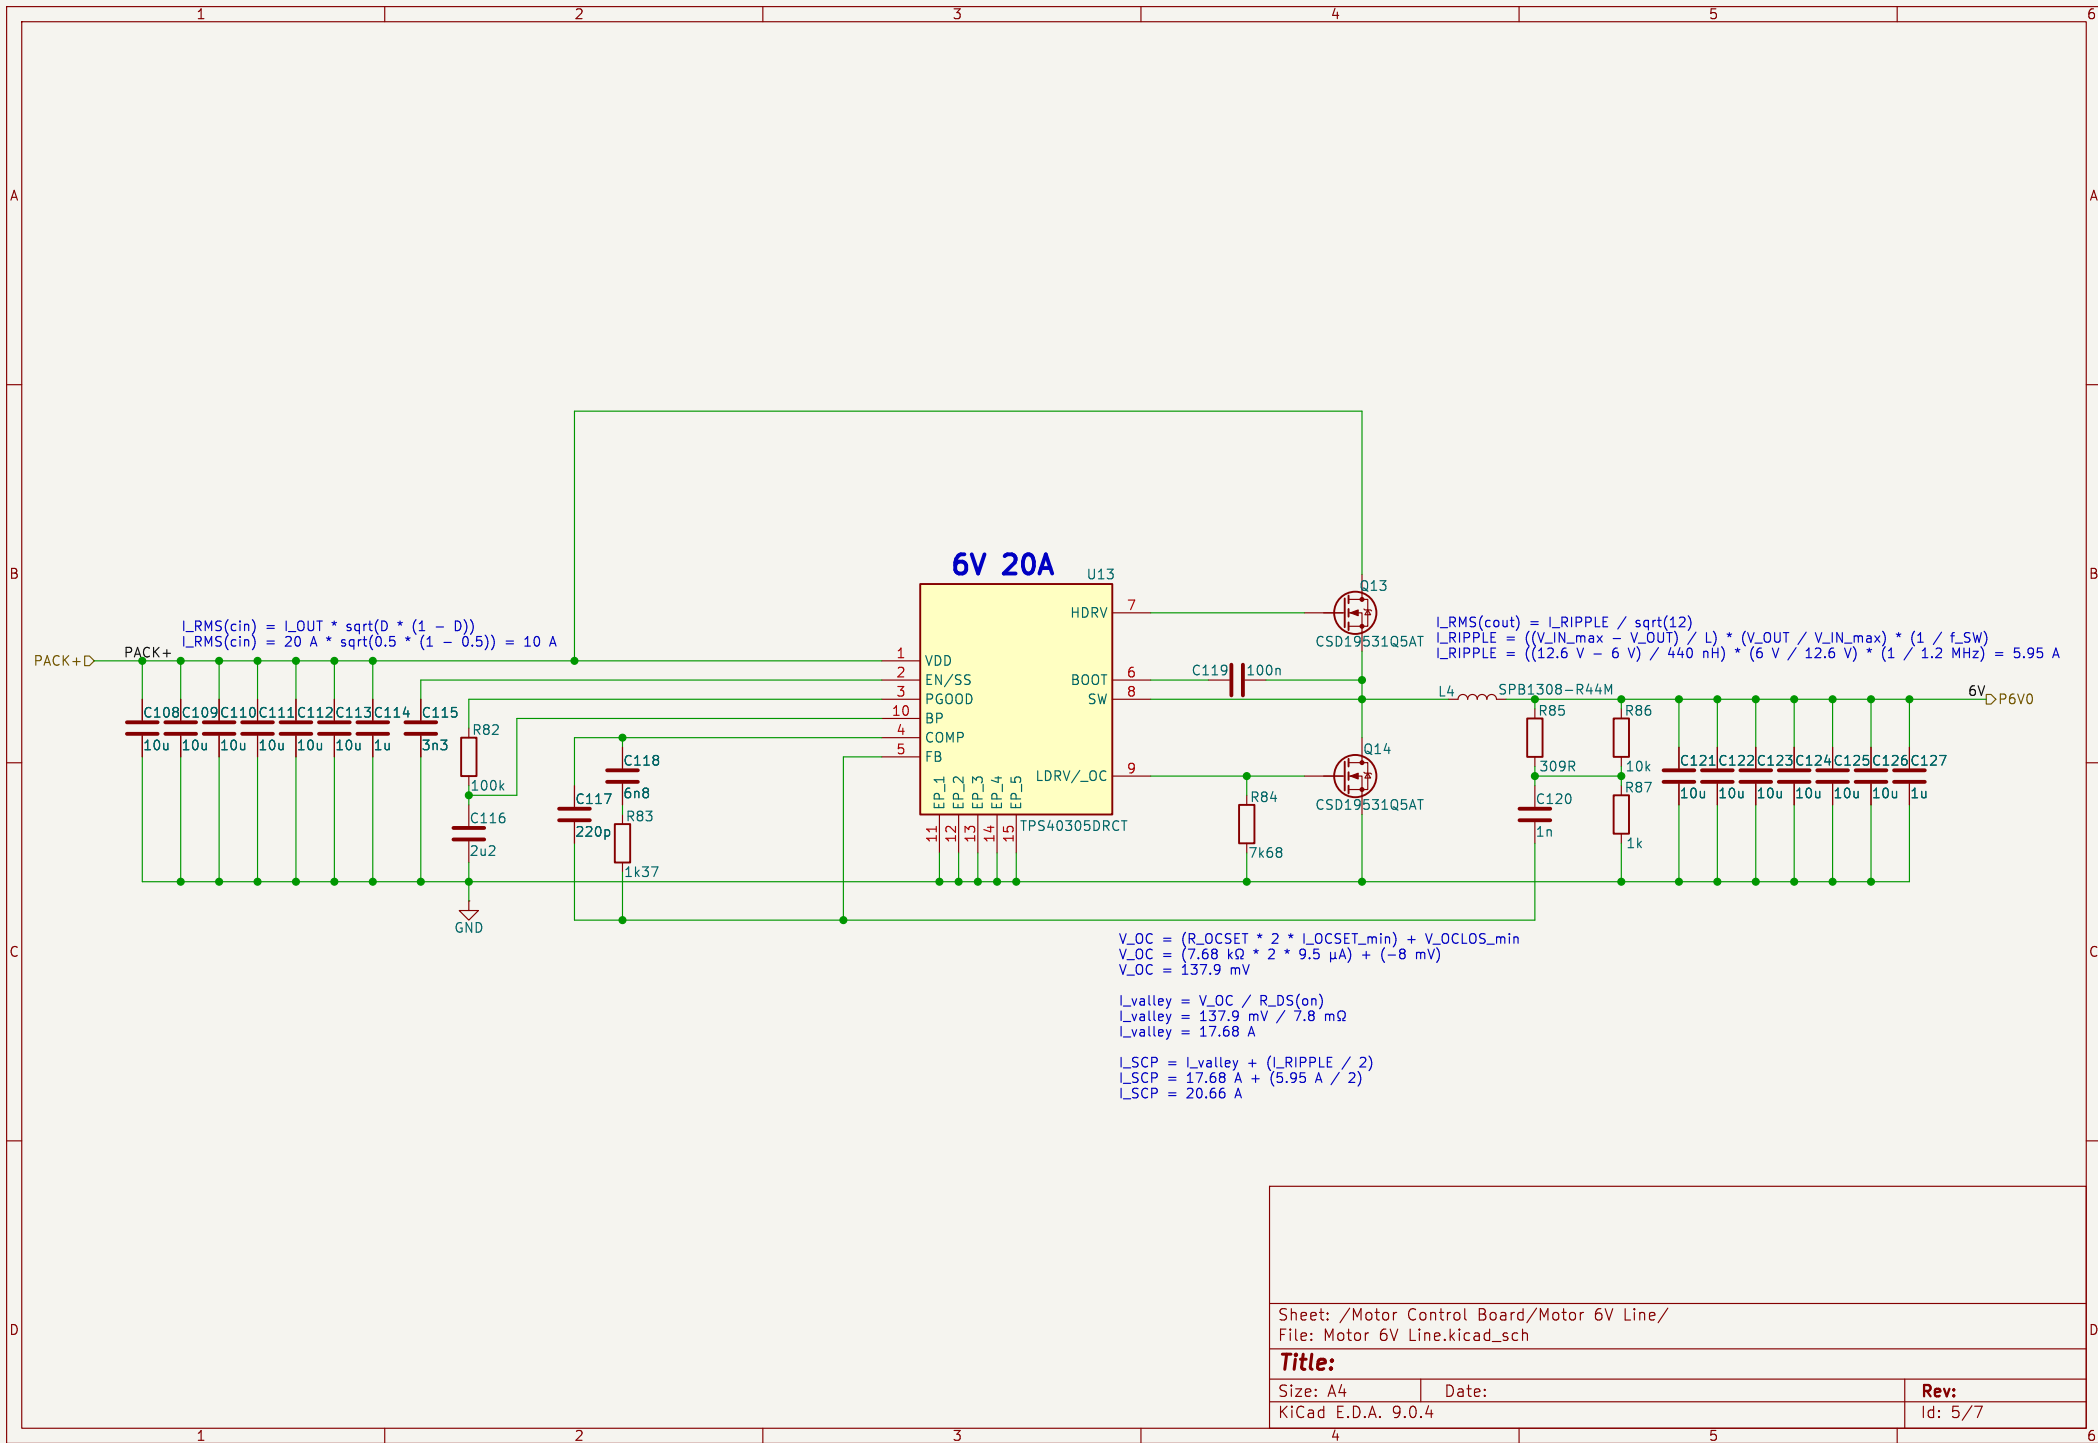 1 2 3 4 5 6
A A
B B
C C
D D
6V 20A
U13
HDRV 7
BOOT 6
SW 8
LDRV/_OC 9
1 VDD
2 EN/SS
3 PGOOD
10 BP
4 COMP
5 FB
EP_1 EP_2 EP_3 EP_4 EP_5
11 12 13 14 15
TPS40305DRCT
I_RMS(cin) = I_OUT * sqrt(D * (1 - D))
I_RMS(cin) = 20 A * sqrt(0.5 * (1 - 0.5)) = 10 A
PACK+
PACK+
C108 C109 C110 C111 C112 C113 C114 C115
10u 10u 10u 10u 10u 10u 1u 3n3
R82
100k
C116
2u2
GND
C117
220p
C118
6n8
R83
1k37
Q13
CSD19531Q5AT
C119 100n
Q14
CSD19531Q5AT
R84
7k68
I_RMS(cout) = I_RIPPLE / sqrt(12)
I_RIPPLE = ((V_IN_max - V_OUT) / L) * (V_OUT / V_IN_max) * (1 / f_SW)
I_RIPPLE = ((12.6 V - 6 V) / 440 nH) * (6 V / 12.6 V) * (1 / 1.2 MHz) = 5.95 A
L4 SPB1308-R44M
R85
309R
R86
10k
R87
1k
C120
1n
C121 C122 C123 C124 C125 C126 C127
10u 10u 10u 10u 10u 10u 1u
6V
P6V0
V_OC = (R_OCSET * 2 * I_OCSET_min) + V_OCLOS_min
V_OC = (7.68 kΩ * 2 * 9.5 µA) + (-8 mV)
V_OC = 137.9 mV
I_valley = V_OC / R_DS(on)
I_valley = 137.9 mV / 7.8 mΩ
I_valley = 17.68 A
I_SCP = I_valley + (I_RIPPLE / 2)
I_SCP = 17.68 A + (5.95 A / 2)
I_SCP = 20.66 A
Sheet: /Motor Control Board/Motor 6V Line/
File: Motor 6V Line.kicad_sch
Title:
Size: A4 Date: Rev:
KiCad E.D.A. 9.0.4 Id: 5/7
1 2 3 4 5 6